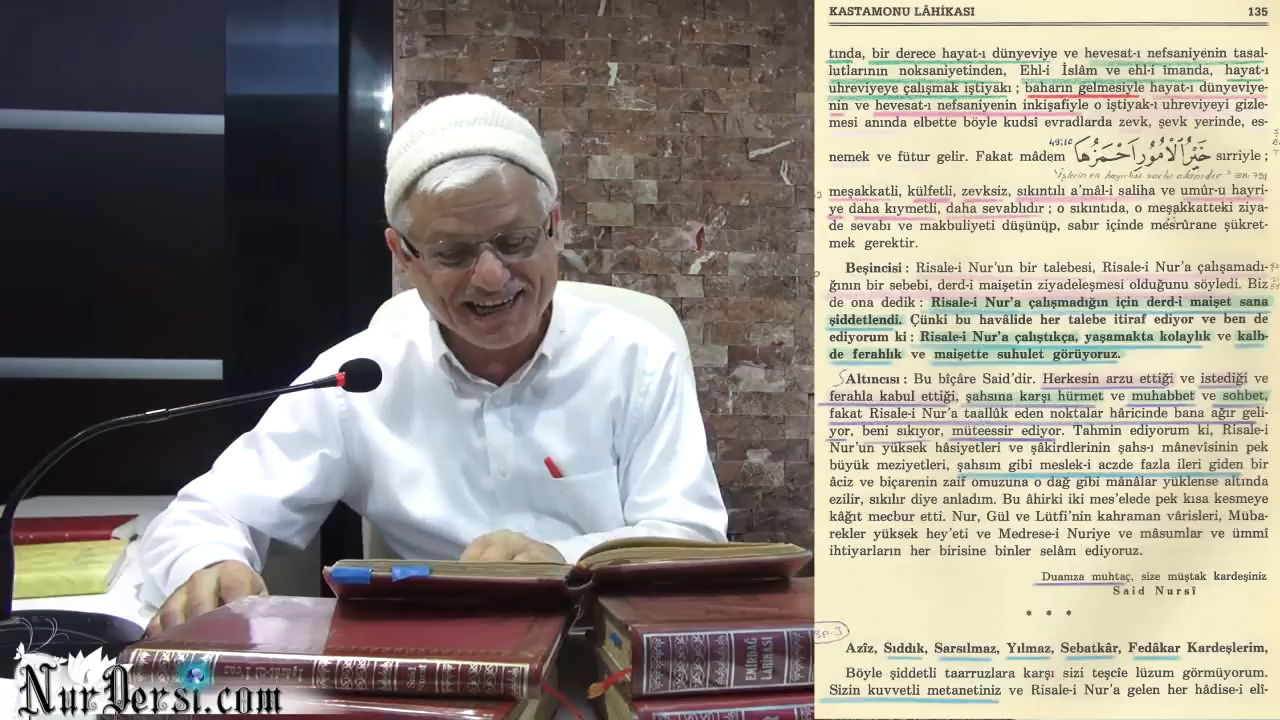 KASTAMONU LÂHİKASI 135
tında, bir derece hayat-ı dünyeviye ve hevesat-ı nefsaniyenin tasal-
lutlarının noksaniyetinden, Ehl-i İslâm ve ehl-i imanda, hayat-ı
uhreviyeye çalışmak iştiyakı ; baharın gelmesiyle hayat-ı dünyeviye-
nin ve hevesat-ı nefsaniyenin inkişafiyle o iştiyak-ı uhreviyeyi gizle-
mesi anında elbette böyle kudsî evradlarda zevk, şevk yerinde, es-
nemek ve fütur gelir. Fakat mâdem خَيْرُ الْاُمُورِ اَحْمَزُهَا sırriyle ;
meşakkatli, külfetli, zevksiz, sıkıntılı a'mâl-i saliha ve umûr-u hayri-
ye daha kıymetli, daha sevablıdır ; o sıkıntıda, o meşakkatteki ziya-
de sevabı ve makbuliyeti düşünüp, sabır içinde mesrûrane şükret-
mek gerektir.
Beşincisi : Risale-i Nur'un bir talebesi, Risale-i Nur'a çalışamadı-
ğının bir sebebi, derd-i maişetin ziyadeleşmesi olduğunu söyledi. Biz
de ona dedik : Risale-i Nur'a çalışmadığın için derd-i maişet sana
şiddetlendi. Çünki bu havâlide her talebe itiraf ediyor ve ben de
ediyorum ki : Risale-i Nur'a çalıştıkça, yaşamakta kolaylık ve kalb-
de ferahlık ve maişette suhulet görüyoruz.
Altıncısı : Bu bîçâre Said'dir. Herkesin arzu ettiği ve istediği ve
ferahla kabul ettiği, şahsına karşı hürmet ve muhabbet ve sohbet,
fakat Risale-i Nur'a taallûk eden noktalar hâricinde bana ağır geli-
yor, beni sıkıyor, müteessir ediyor. Tahmin ediyorum ki, Risale-i
Nur'un yüksek hâsiyetleri ve şâkirdlerinin şahs-ı mânevîsinin pek
büyük meziyetleri, şahsım gibi meslek-i aczde fazla ileri giden bir
âciz ve biçarenin zaif omuzuna o dağ gibi mânâlar yüklense altında
ezilir, sıkılır diye anladım. Bu âhirki iki mes'elede pek kısa kesmeye
kâğıt mecbur etti. Nur, Gül ve Lütfi'nin kahraman vârisleri, Müba-
rekler yüksek hey'eti ve Medrese-i Nuriye ve mâsumlar ve ümmî
ihtiyarların her birisine binler selâm ediyoruz.
Duanıza muhtaç, size müştak kardeşiniz
Said Nursî
* * *
Azîz, Sıddık, Sarsılmaz, Yılmaz, Sebatkâr, Fedâkar Kardeşlerim,
Böyle şiddetli taarruzlara karşı sizi teşcie lüzum görmüyorum.
Sizin kuvvetli metanetiniz ve Risale-i Nur'a gelen her hâdise-i eli-
EMİRDAĞ
LÂHİKASI
NurDersi.com